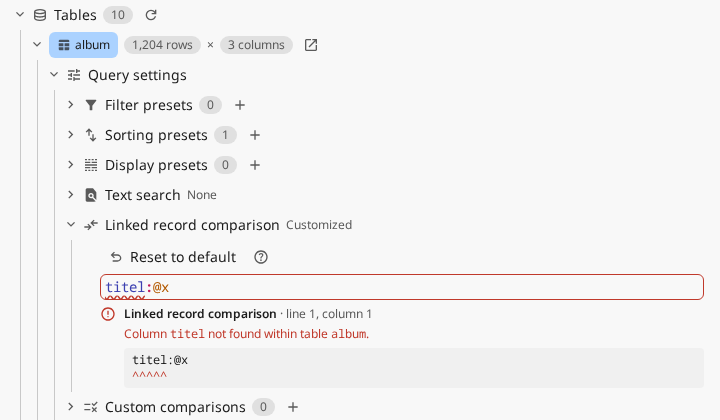 Tables 10
album 1,204 rows × 3 columns
Query settings
Filter presets 0 +
Sorting presets 1 +
Display presets 0 +
Text search None
Linked record comparison Customized
Reset to default
titel:@x
Linked record comparison · line 1, column 1
Column titel not found within table album.
titel:@x
^^^^^
Custom comparisons 0 +